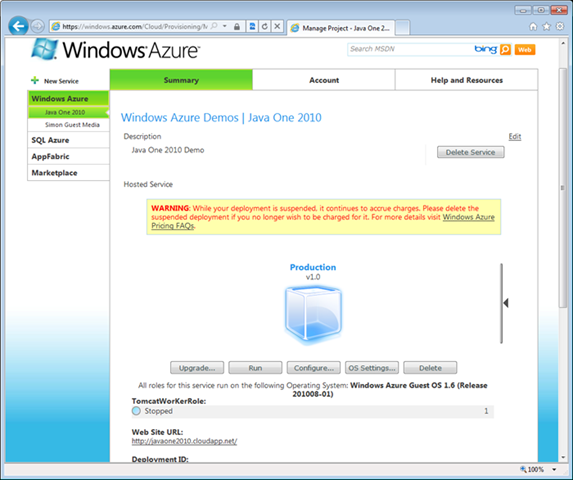 https://windows.azure.com/Cloud/Provisioning/M
Manage Project - Java One 2...
Windows Azure
Search MSDN
bing
Web
New Service
Summary
Account
Help and Resources
Windows Azure
Java One 2010
Simon Guest Media
SQL Azure
AppFabric
Marketplace
Windows Azure Demos | Java One 2010
Description
Edit
Java One 2010 Demo
Delete Service
Hosted Service
WARNING: While your deployment is suspended, it continues to accrue charges. Please delete the
suspended deployment if you no longer wish to be charged for it. For more details visit Windows Azure
Pricing FAQs.
Production
v1.0
Upgrade...
Run
Configure...
OS Settings...
Delete
All roles for this service run on the following Operating System: Windows Azure Guest OS 1.6 (Release
201008-01)
TomcatWorKerRole:
Stopped 1
Web Site URL:
http://javaone2010.cloudapp.net/
Deployment ID:
100%